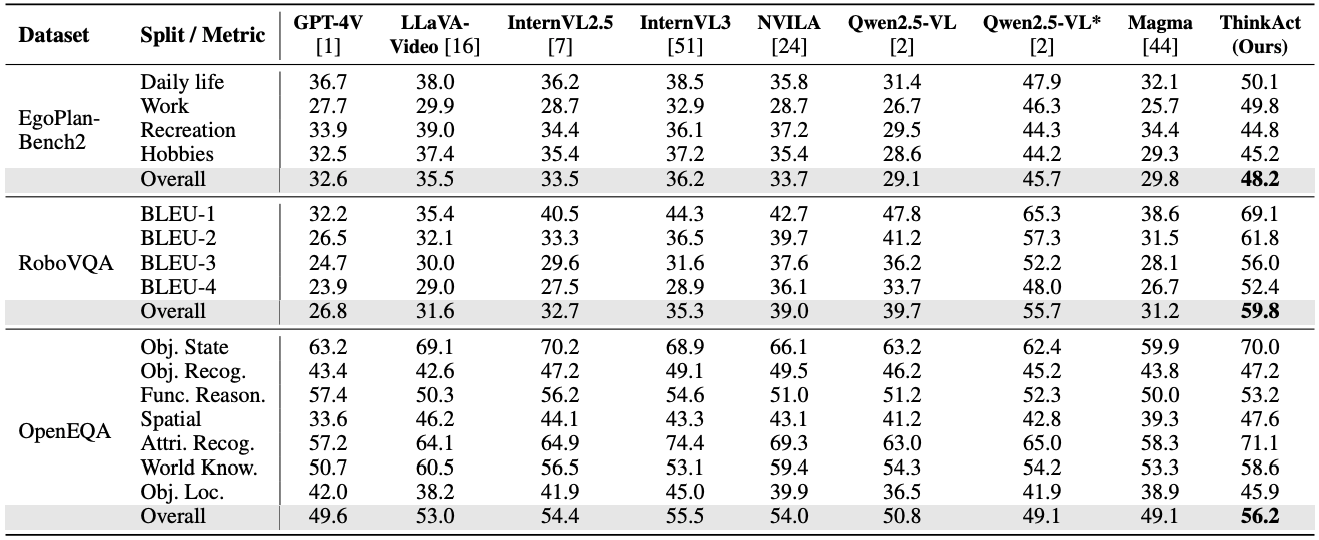 Dataset Split / Metric GPT-4V [1] LLaVA-Video [16] InternVL2.5 [7] InternVL3 [51] NVILA [24] Qwen2.5-VL [2] Qwen2.5-VL* [2] Magma [44] ThinkAct (Ours)
EgoPlan-Bench2
Daily life 36.7 38.0 36.2 38.5 35.8 31.4 47.9 32.1 50.1
Work 27.7 29.9 28.7 32.9 28.7 26.7 46.3 25.7 49.8
Recreation 33.9 39.0 34.4 36.1 37.2 29.5 44.3 34.4 44.8
Hobbies 32.5 37.4 35.4 37.2 35.4 28.6 44.2 29.3 45.2
Overall 32.6 35.5 33.5 36.2 33.7 29.1 45.7 29.8 48.2
RoboVQA
BLEU-1 32.2 35.4 40.5 44.3 42.7 47.8 65.3 38.6 69.1
BLEU-2 26.5 32.1 33.3 36.5 39.7 41.2 57.3 31.5 61.8
BLEU-3 24.7 30.0 29.6 31.6 37.6 36.2 52.2 28.1 56.0
BLEU-4 23.9 29.0 27.5 28.9 36.1 33.7 48.0 26.7 52.4
Overall 26.8 31.6 32.7 35.3 39.0 39.7 55.7 31.2 59.8
OpenEQA
Obj. State 63.2 69.1 70.2 68.9 66.1 63.2 62.4 59.9 70.0
Obj. Recog. 43.4 42.6 47.2 49.1 49.5 46.2 45.2 43.8 47.2
Func. Reason. 57.4 50.3 56.2 54.6 51.0 51.2 52.3 50.0 53.2
Spatial 33.6 46.2 44.1 43.3 43.1 41.2 42.8 39.3 47.6
Attri. Recog. 57.2 64.1 64.9 74.4 69.3 63.0 65.0 58.3 71.1
World Know. 50.7 60.5 56.5 53.1 59.4 54.3 54.2 53.3 58.6
Obj. Loc. 42.0 38.2 41.9 45.0 39.9 36.5 41.9 38.9 45.9
Overall 49.6 53.0 54.4 55.5 54.0 50.8 49.1 49.1 56.2